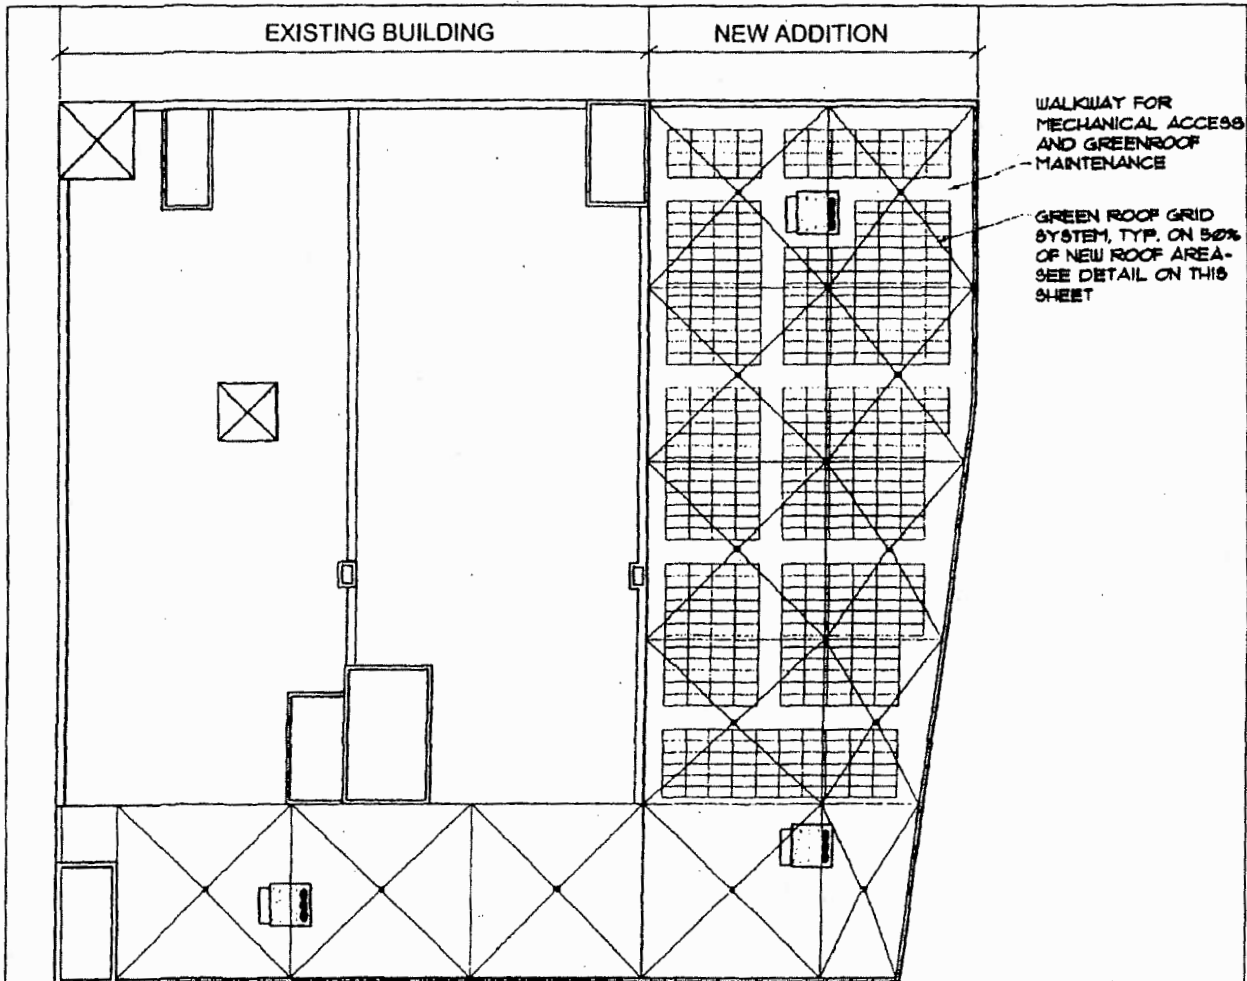 EXISTING BUILDING
NEW ADDITION
WALKWAY FOR
MECHANICAL ACCESS
AND GREENROOF
MAINTENANCE
GREEN ROOF GRID
SYSTEM, TYP. ON 50%
OF NEW ROOF AREA-
SEE DETAIL ON THIS
SHEET